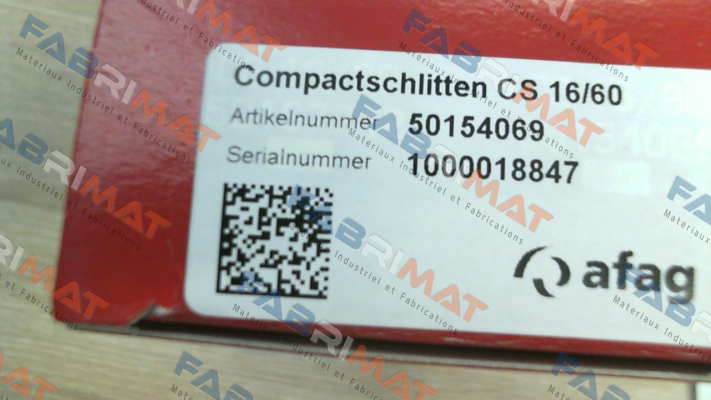 Compactschlitten CS 16/60
Artikelnummer 50154069
Serialnummer 1000018847
afag
FABRIMAT
Matériaux Industriel et Fabrications